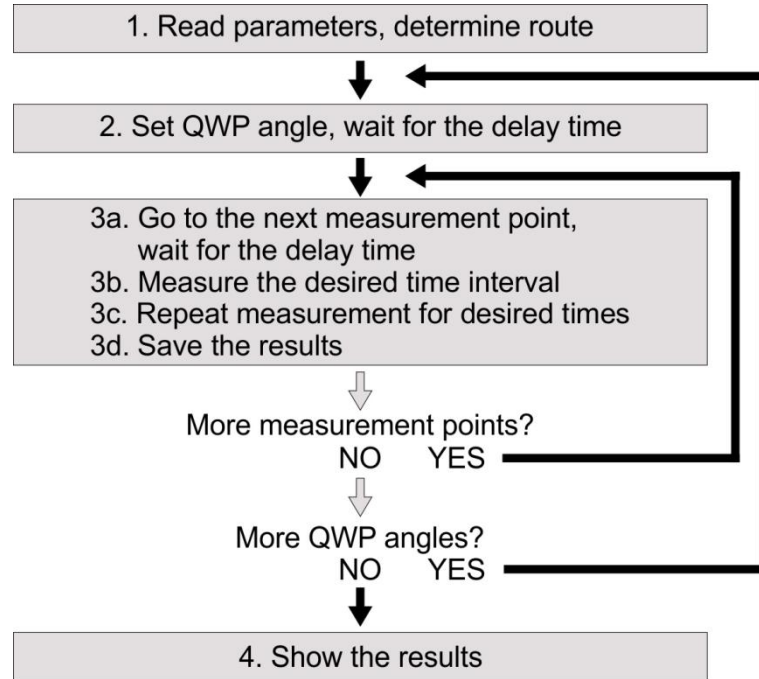 1. Read parameters, determine route
2. Set QWP angle, wait for the delay time
3a. Go to the next measurement point,
wait for the delay time
3b. Measure the desired time interval
3c. Repeat measurement for desired times
3d. Save the results
More measurement points?
NO YES
More QWP angles?
NO YES
4. Show the results